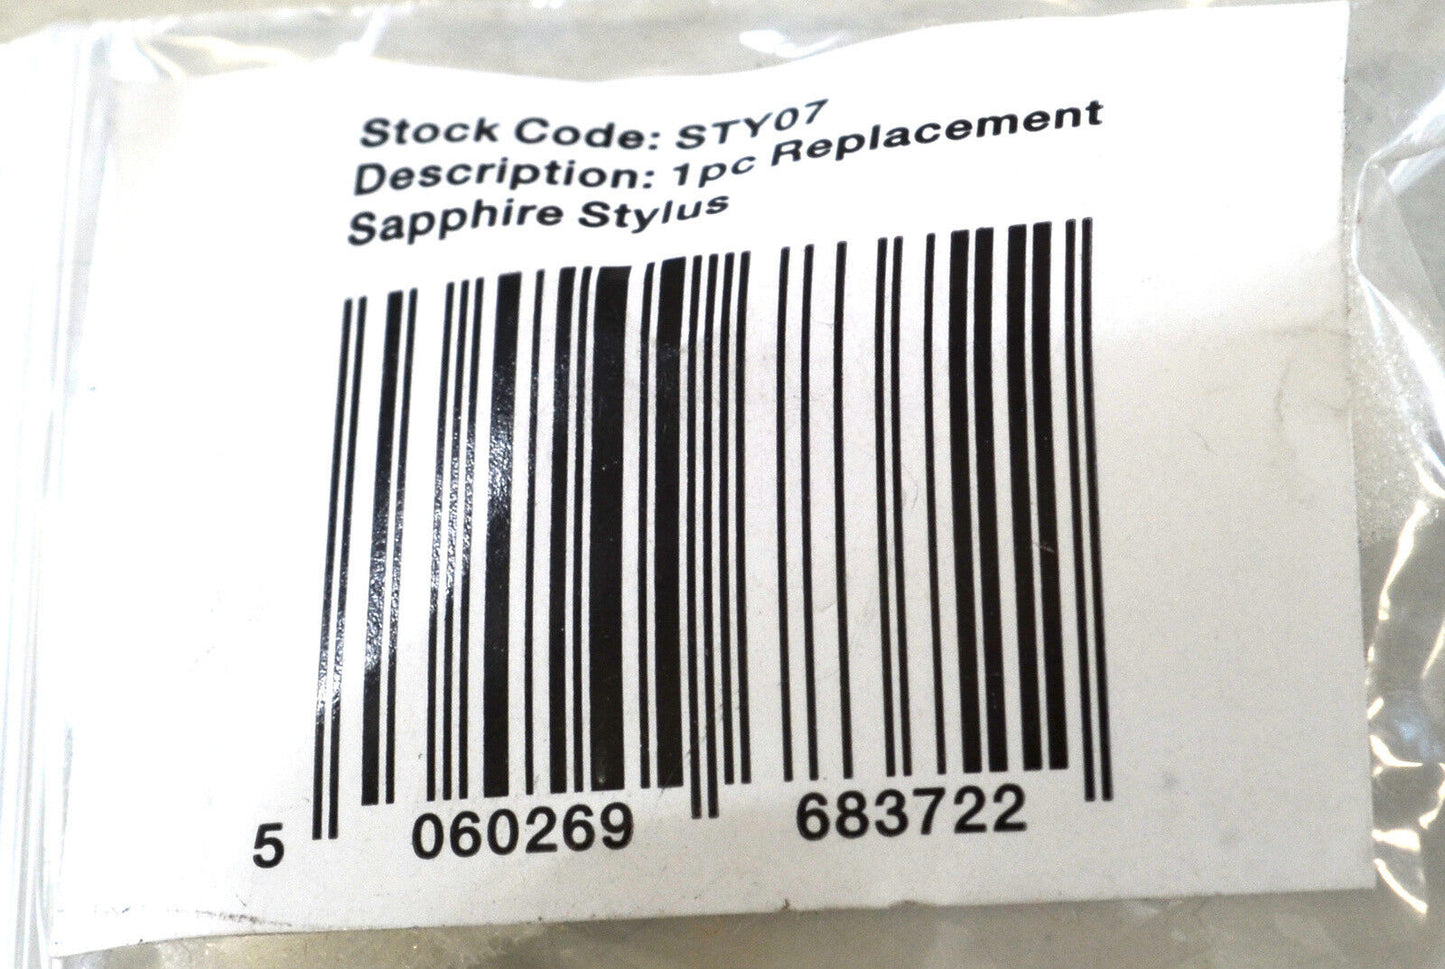 Stock Code: STY07
Description: 1pc Replacement
Sapphire Stylus
5 060269 683722